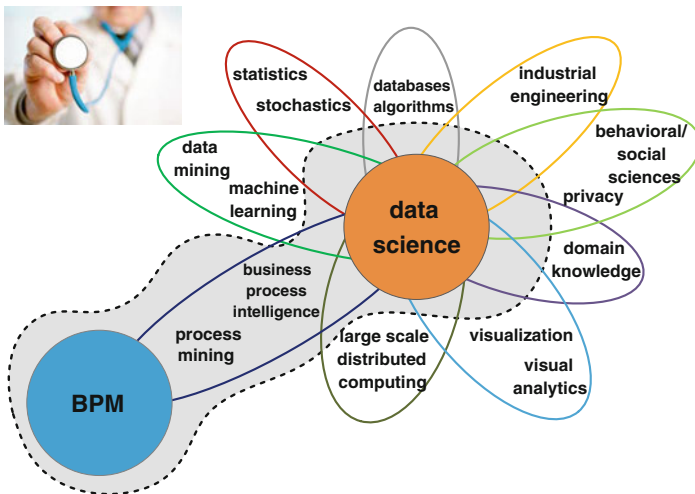 statistics
stochastics
databases
algorithms
industrial
engineering
behavioral/
social
sciences
data
mining
machine
learning
privacy
data
science
domain
knowledge
business
process
intelligence
process
mining
large scale
distributed
computing
visualization
visual
analytics
BPM